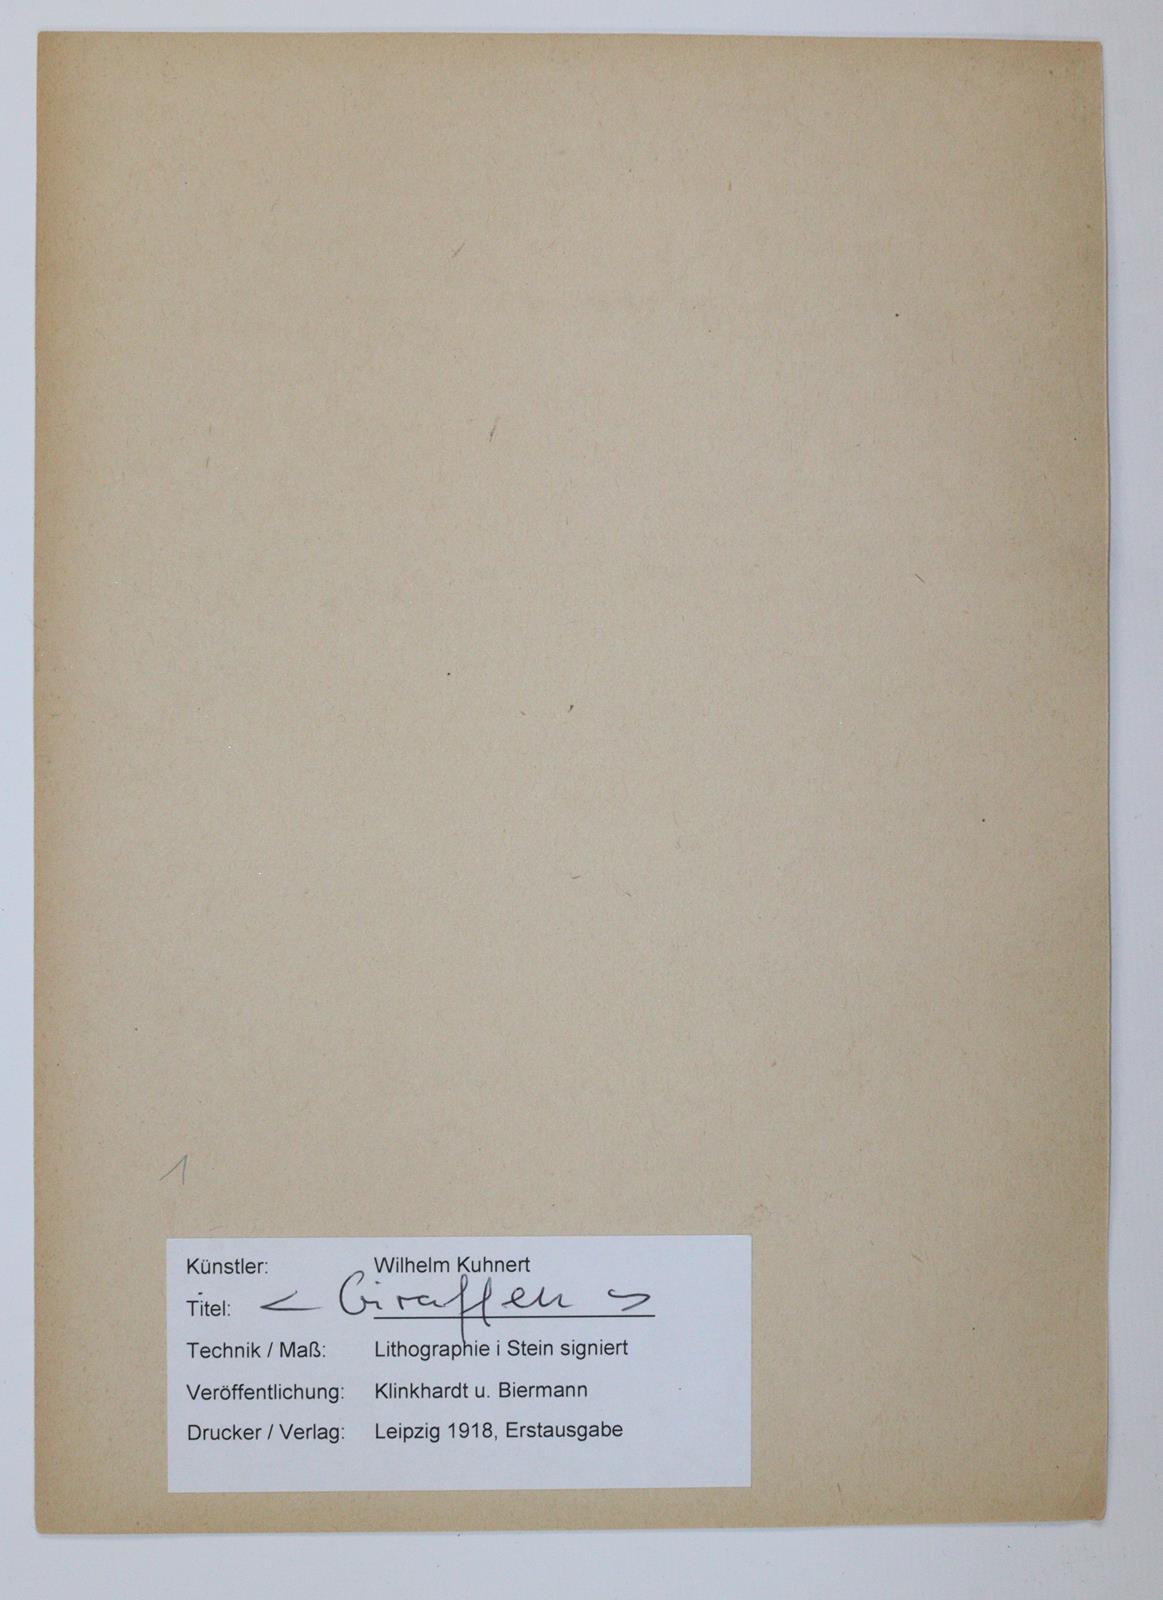 1
Künstler: Wilhelm Kuhnert
Titel: < Giraffen >
Technik / Maß: Lithographie i Stein signiert
Veröffentlichung: Klinkhardt u. Biermann
Drucker / Verlag: Leipzig 1918, Erstausgabe